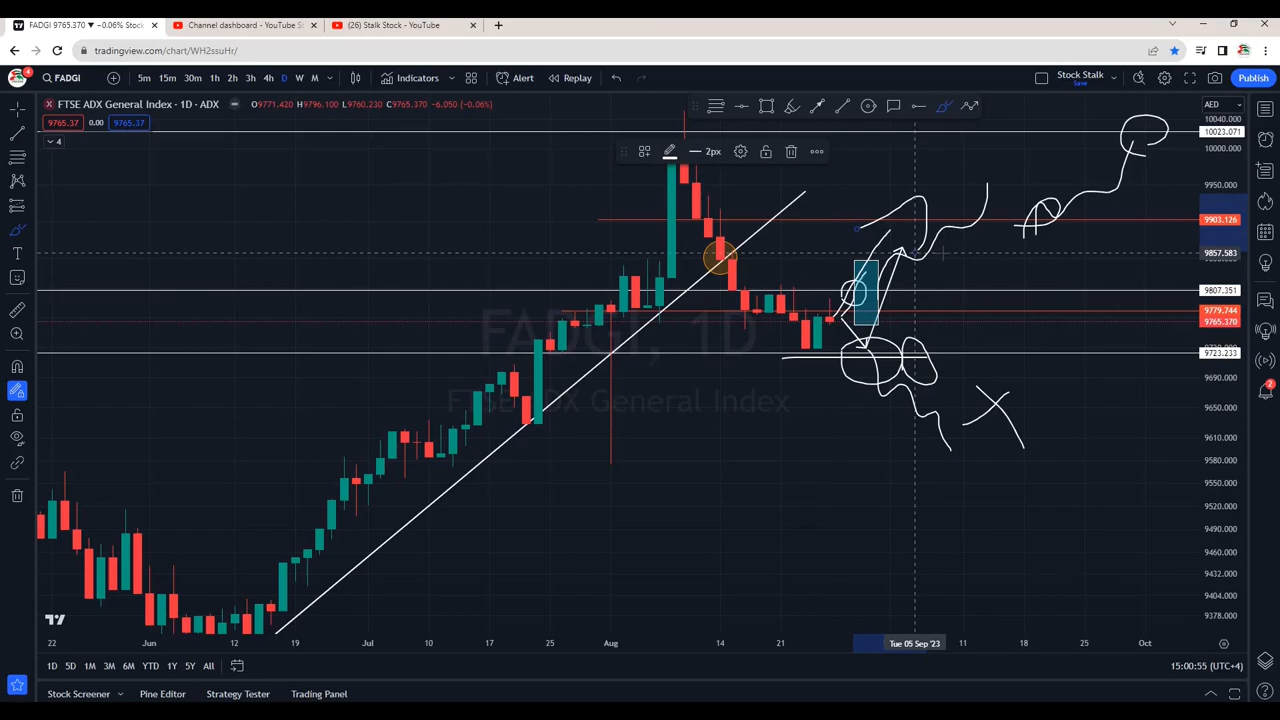 FADGI 9765.370 ▼ −0.06% Stock
Channel dashboard - YouTube St
(26) Stalk Stock - YouTube
tradingview.com/chart/WH2ssuHr/
4
FADGI
5m 15m 30m 1h 2h 3h 4h D W M
Indicators
Alert
Replay
Stock Stalk
Save
Publish
FTSE ADX General Index · 1D · ADX
O9771.420 H9796.100 L9760.230 C9765.370 −6.050 (−0.06%)
AED
9765.37 0.00 9765.37
4
2px
10040.000
10023.071
10000.000
9950.000
9903.126
9857.583
9807.351
9779.744
9765.370
9723.233
9690.000
9650.000
9610.000
9580.000
9550.000
9520.000
9490.000
9460.000
9432.000
9404.000
9378.000
FADGI, 1D
FTSE ADX General Index
2
22 Jun 12 19 Jul 10 17 25 Aug 14 21 Tue 05 Sep '23 11 18 25 Oct
1D 5D 1M 3M 6M YTD 1Y 5Y All
15:00:55 (UTC+4)
Stock Screener
Pine Editor
Strategy Tester
Trading Panel